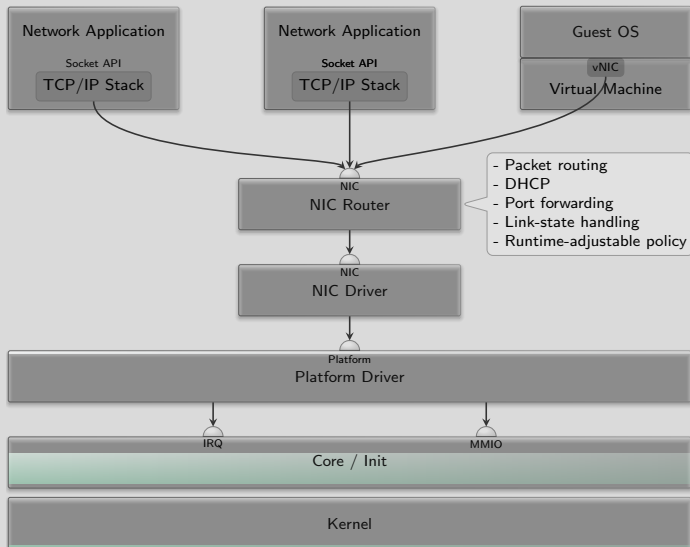 Network Application
Socket API
TCP/IP Stack
Network Application
Socket API
TCP/IP Stack
Guest OS
vNIC
Virtual Machine
NIC
NIC Router
- Packet routing
- DHCP
- Port forwarding
- Link-state handling
- Runtime-adjustable policy
NIC
NIC Driver
Platform
Platform Driver
IRQ
MMIO
Core / Init
Kernel